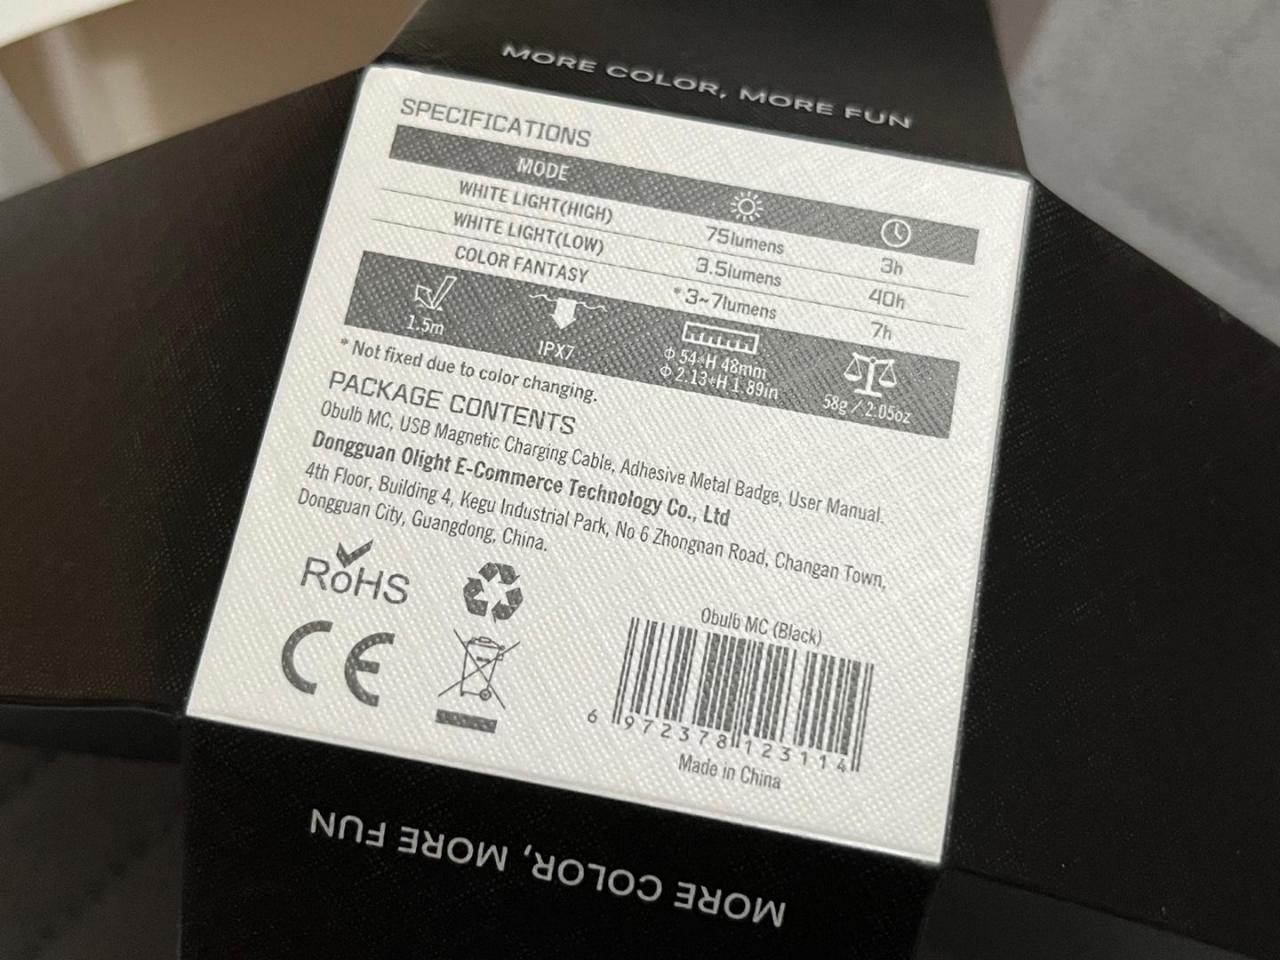 MORE COLOR, MORE FUN
SPECIFICATIONS
MODE
WHITE LIGHT(HIGH) 75lumens 3h
WHITE LIGHT(LOW) 3.5lumens 40h
COLOR FANTASY *3~7lumens 7h
1.5m
IPX7
Φ 54*H 48mm
Φ 2.13*H 1.89in
58g / 2.05oz
* Not fixed due to color changing.
PACKAGE CONTENTS
Obulb MC, USB Magnetic Charging Cable, Adhesive Metal Badge, User Manual.
Dongguan Olight E-Commerce Technology Co., Ltd
4th Floor, Building 4, Kegu Industrial Park, No 6 Zhongnan Road, Changan Town,
Dongguan City, Guangdong, China.
RoHS
CE
Obulb MC (Black)
6 972378 123114
Made in China
MORE COLOR, MORE FUN